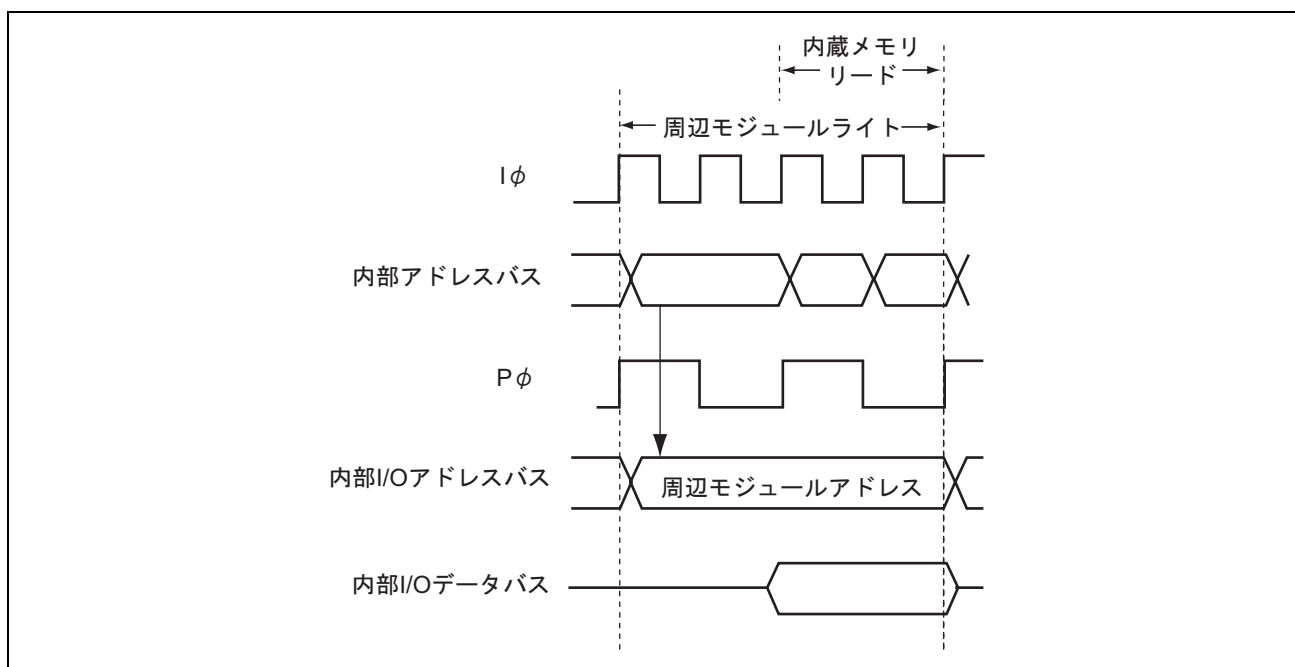 内蔵メモリ
リード
周辺モジュールライト
Iφ
内部アドレスバス
Pφ
内部I/Oアドレスバス
周辺モジュールアドレス
内部I/Oデータバス